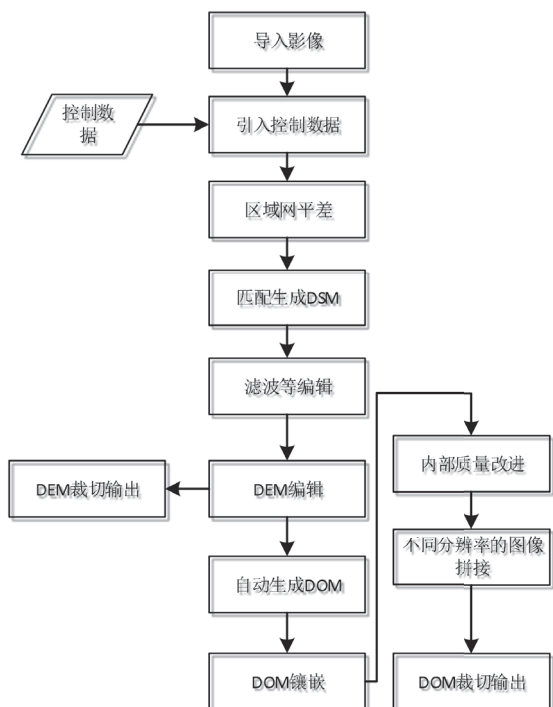 导入影像
控制数
据
引入控制数据
区域网平差
匹配生成DSM
滤波等编辑
DEM裁切输出
DEM编辑
自动生成DOM
DOM镶嵌
内部质量改进
不同分辨率的图像
拼接
DOM裁切输出